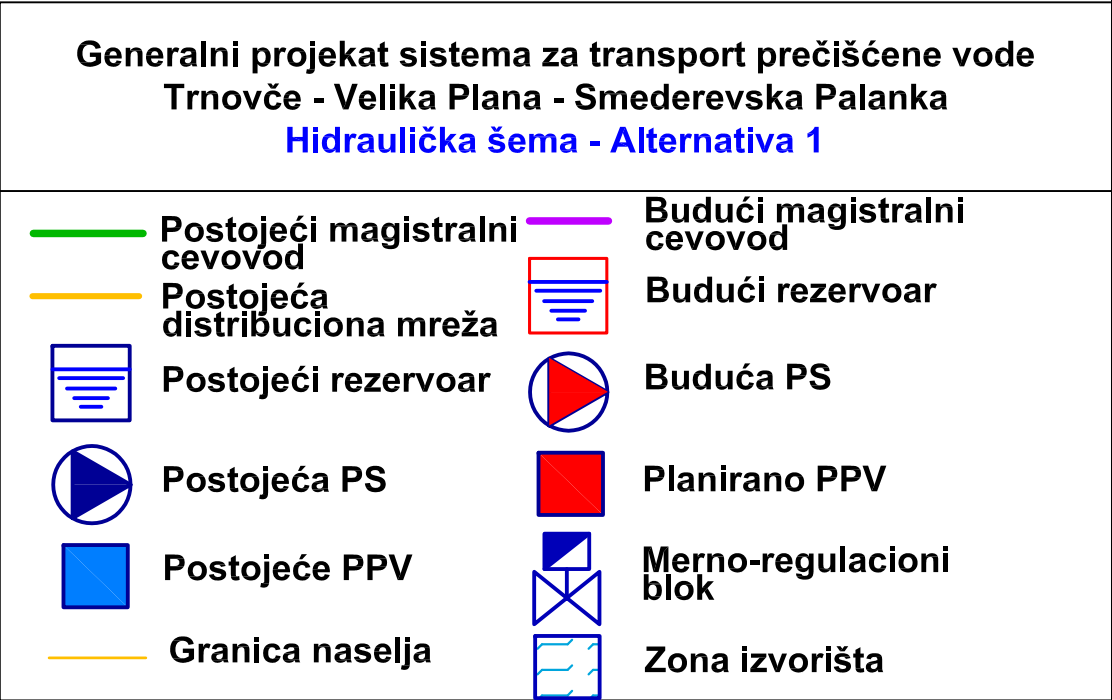 Generalni projekat sistema za transport prečišćene vode
Trnovče - Velika Plana - Smederevska Palanka
Hidraulička šema - Alternativa 1
Postojeći magistralni
cevovod
Postojeća
distribuciona mreža
Postojeći rezervoar
Postojeća PS
Postojeće PPV
Granica naselja
Budući magistralni
cevovod
Budući rezervoar
Buduća PS
Planirano PPV
Merno-regulacioni
blok
Zona izvorišta